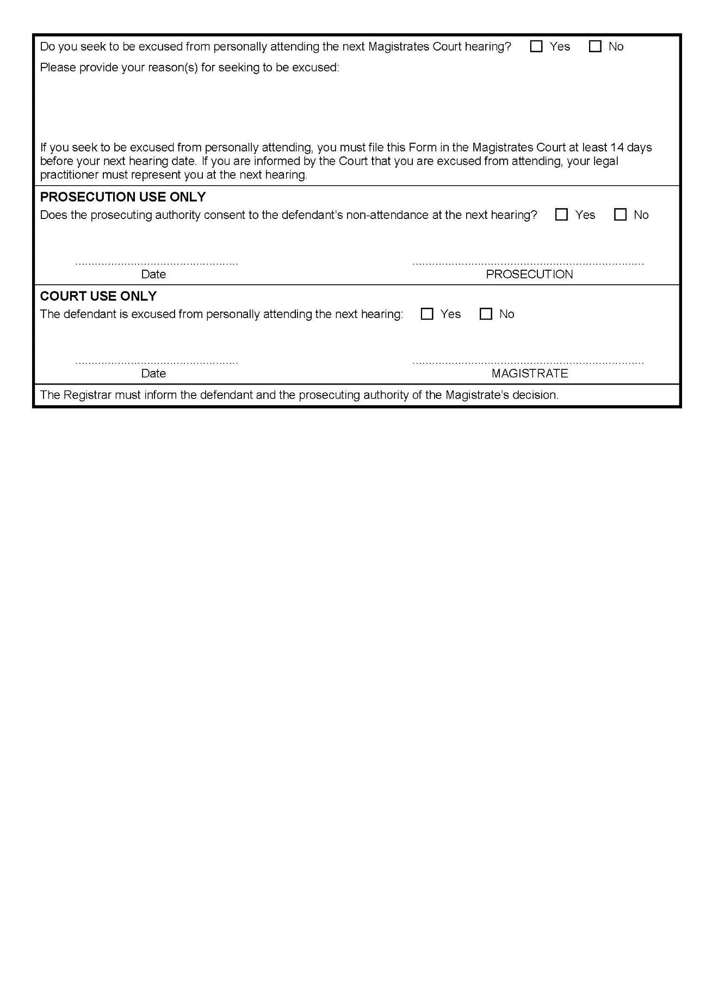 Do you seek to be excused from personally attending the next Magistrates Court hearing? ☐ Yes ☐ No
Please provide your reason(s) for seeking to be excused:
If you seek to be excused from personally attending, you must file this Form in the Magistrates Court at least 14 days
before your next hearing date. If you are informed by the Court that you are excused from attending, your legal
practitioner must represent you at the next hearing.
PROSECUTION USE ONLY
Does the prosecuting authority consent to the defendant's non-attendance at the next hearing? ☐ Yes ☐ No
.................................................. .......................................................................
Date PROSECUTION
COURT USE ONLY
The defendant is excused from personally attending the next hearing: ☐ Yes ☐ No
.................................................. .......................................................................
Date MAGISTRATE
The Registrar must inform the defendant and the prosecuting authority of the Magistrate's decision.